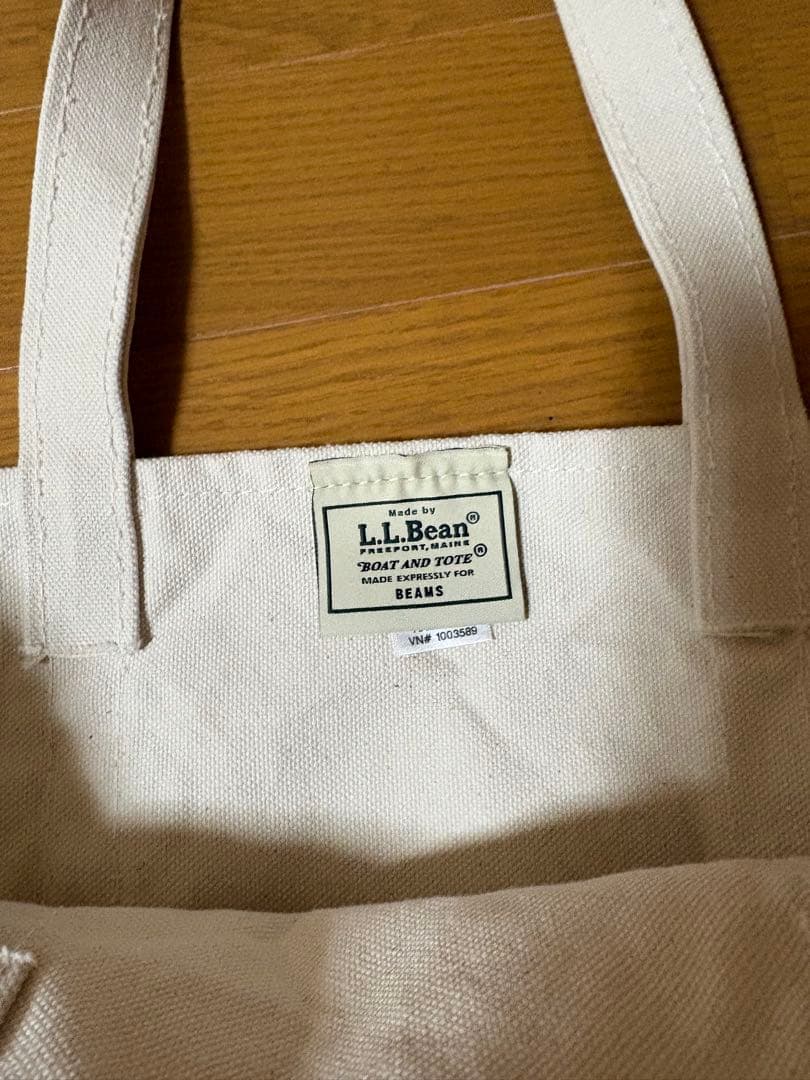 Made by
L.L.Bean®
FREEPORT, MAINE
BOAT AND TOTE®
MADE EXPRESSLY FOR
BEAMS
VN# 1003589